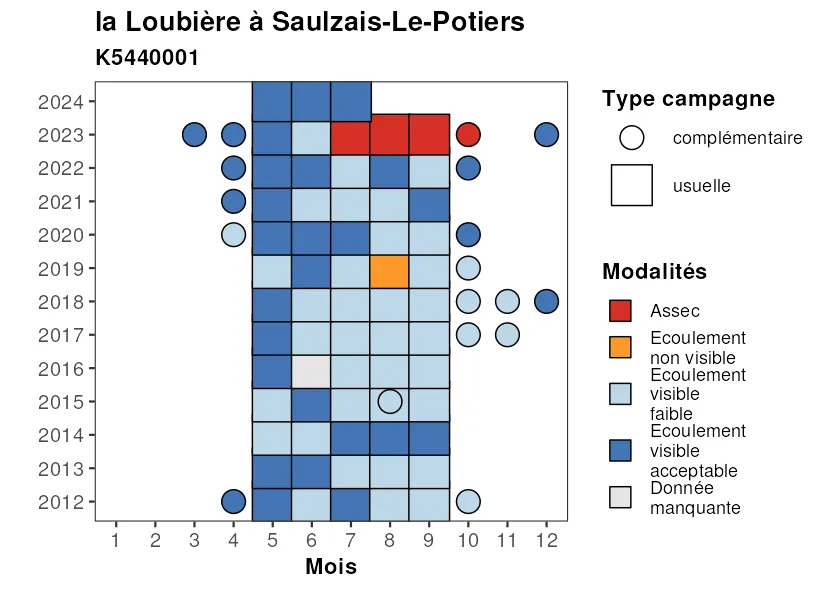 la Loubière à Saulzais-Le-Potiers
K5440001
2024
2023
2022
2021
2020
2019
2018
2017
2016
2015
2014
2013
2012
1 2 3 4 5 6 7 8 9 10 11 12
Mois
Type campagne
complémentaire
usuelle
Modalités
Assec
Ecoulement
non visible
Ecoulement
visible
faible
Ecoulement
visible
acceptable
Donnée
manquante